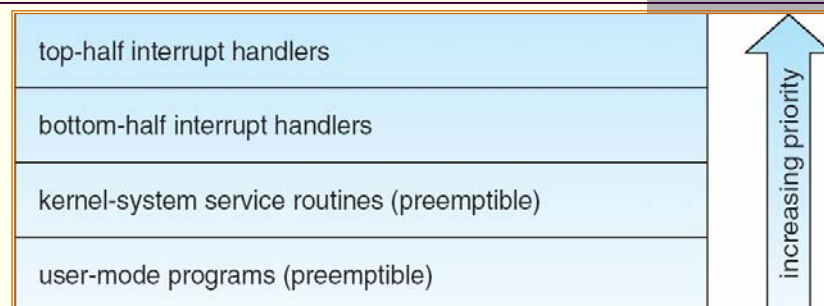 top-half interrupt handlers
bottom-half interrupt handlers
kernel-system service routines (preemptible)
user-mode programs (preemptible)
increasing priority